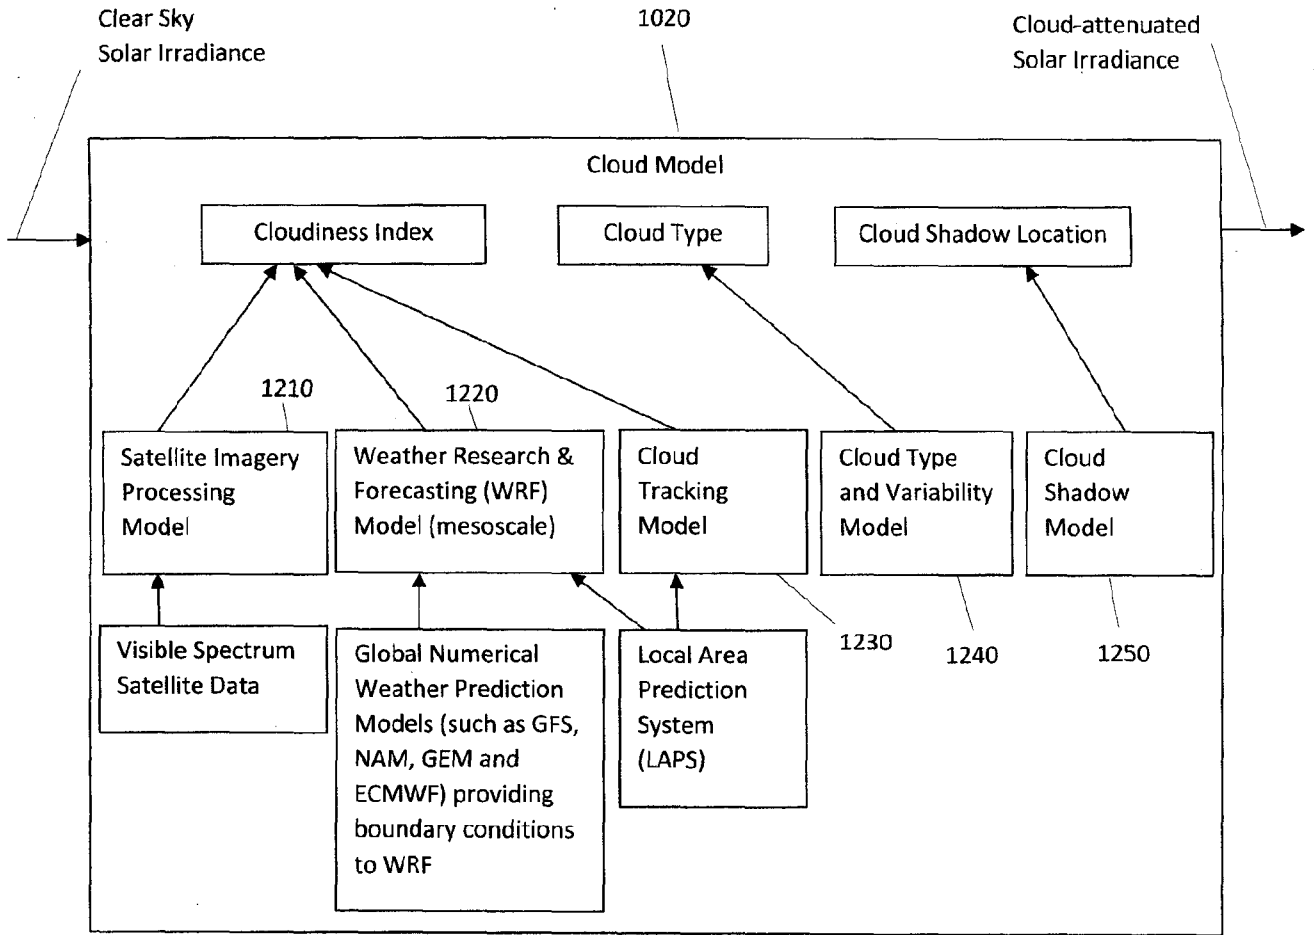 Clear Sky
Solar Irradiance
1020
Cloud-attenuated
Solar Irradiance
Cloud Model
Cloudiness Index
Cloud Type
Cloud Shadow Location
1210
1220
Satellite Imagery
Processing
Model
Weather Research &
Forecasting (WRF)
Model (mesoscale)
Cloud
Tracking
Model
Cloud Type
and Variability
Model
Cloud
Shadow
Model
1230
1240
1250
Visible Spectrum
Satellite Data
Global Numerical
Weather Prediction
Models (such as GFS,
NAM, GEM and
ECMWF) providing
boundary conditions
to WRF
Local Area
Prediction
System
(LAPS)